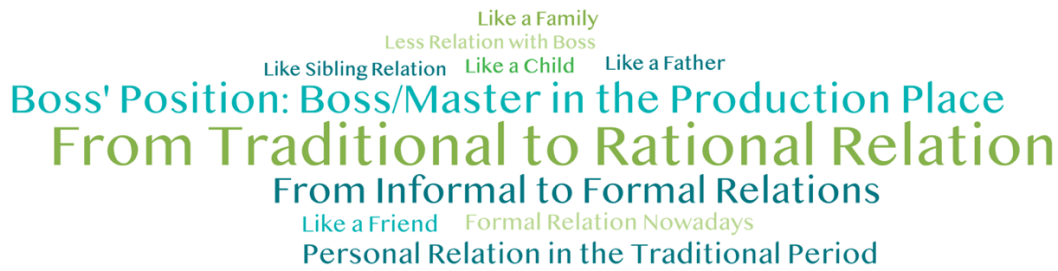 Like a Family
Less Relation with Boss
Like Sibling Relation Like a Child Like a Father
Boss' Position: Boss/Master in the Production Place
From Traditional to Rational Relation
From Informal to Formal Relations
Like a Friend Formal Relation Nowadays
Personal Relation in the Traditional Period